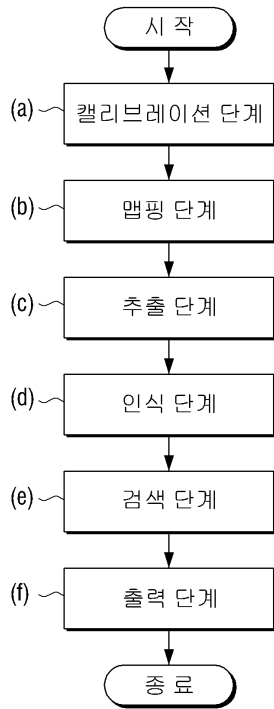 시 작
(a) 캘리브레이션 단계
(b) 맵핑 단계
(c) 추출 단계
(d) 인식 단계
(e) 검색 단계
(f) 출력 단계
종 료